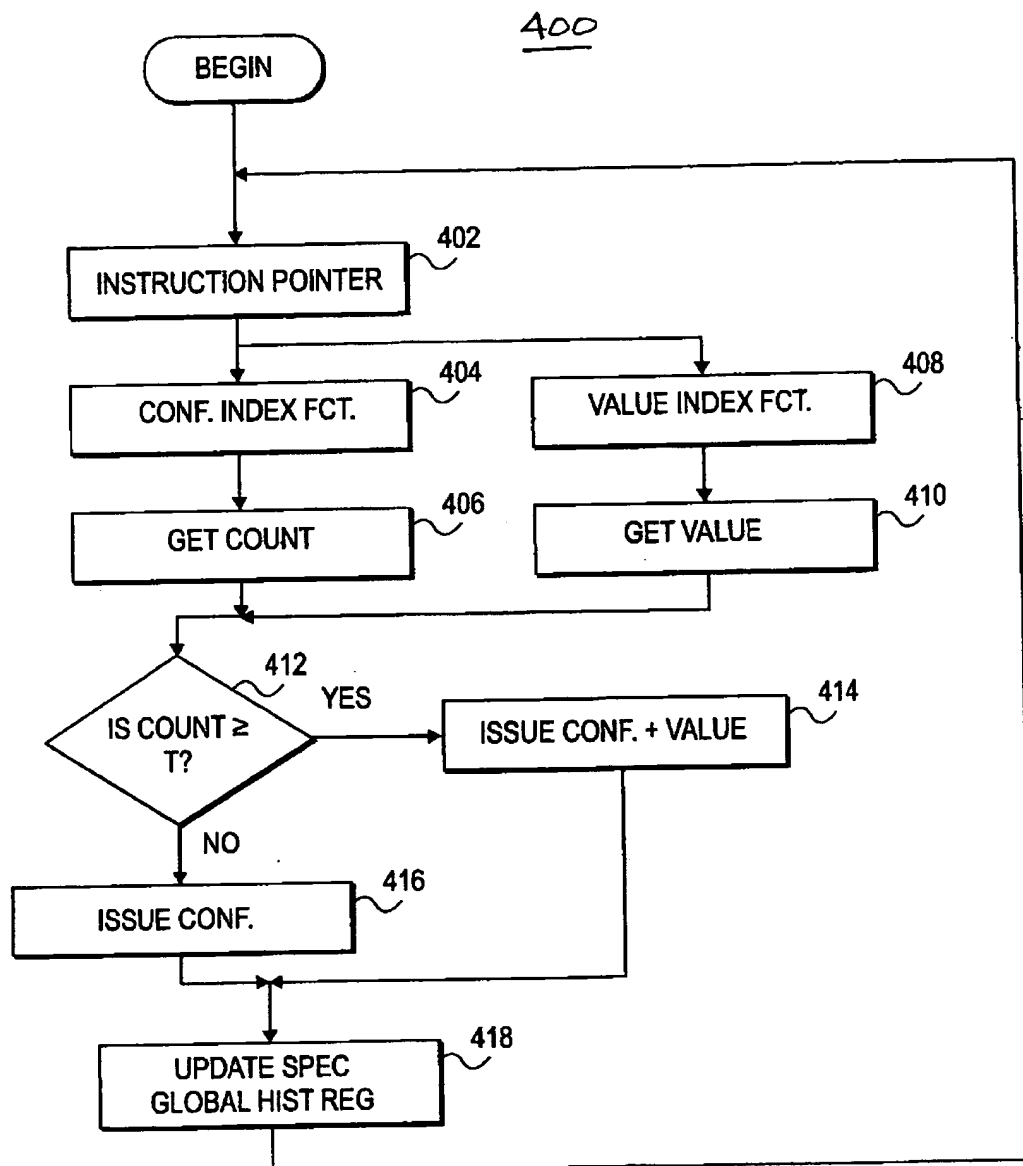 400
BEGIN
402
INSTRUCTION POINTER
404
CONF. INDEX FCT.
408
VALUE INDEX FCT.
406
GET COUNT
410
GET VALUE
412
IS COUNT ≥
T?
YES
414
ISSUE CONF. + VALUE
NO
416
ISSUE CONF.
418
UPDATE SPEC
GLOBAL HIST REG